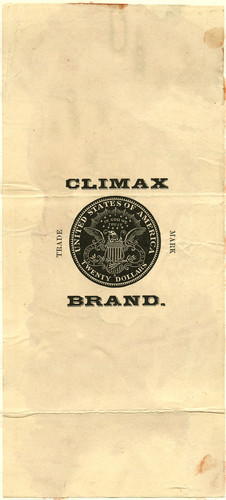 CLIMAX
TRADE
UNITED STATES OF AMERICA
TWENTY DOLLARS
MARK
BRAND.